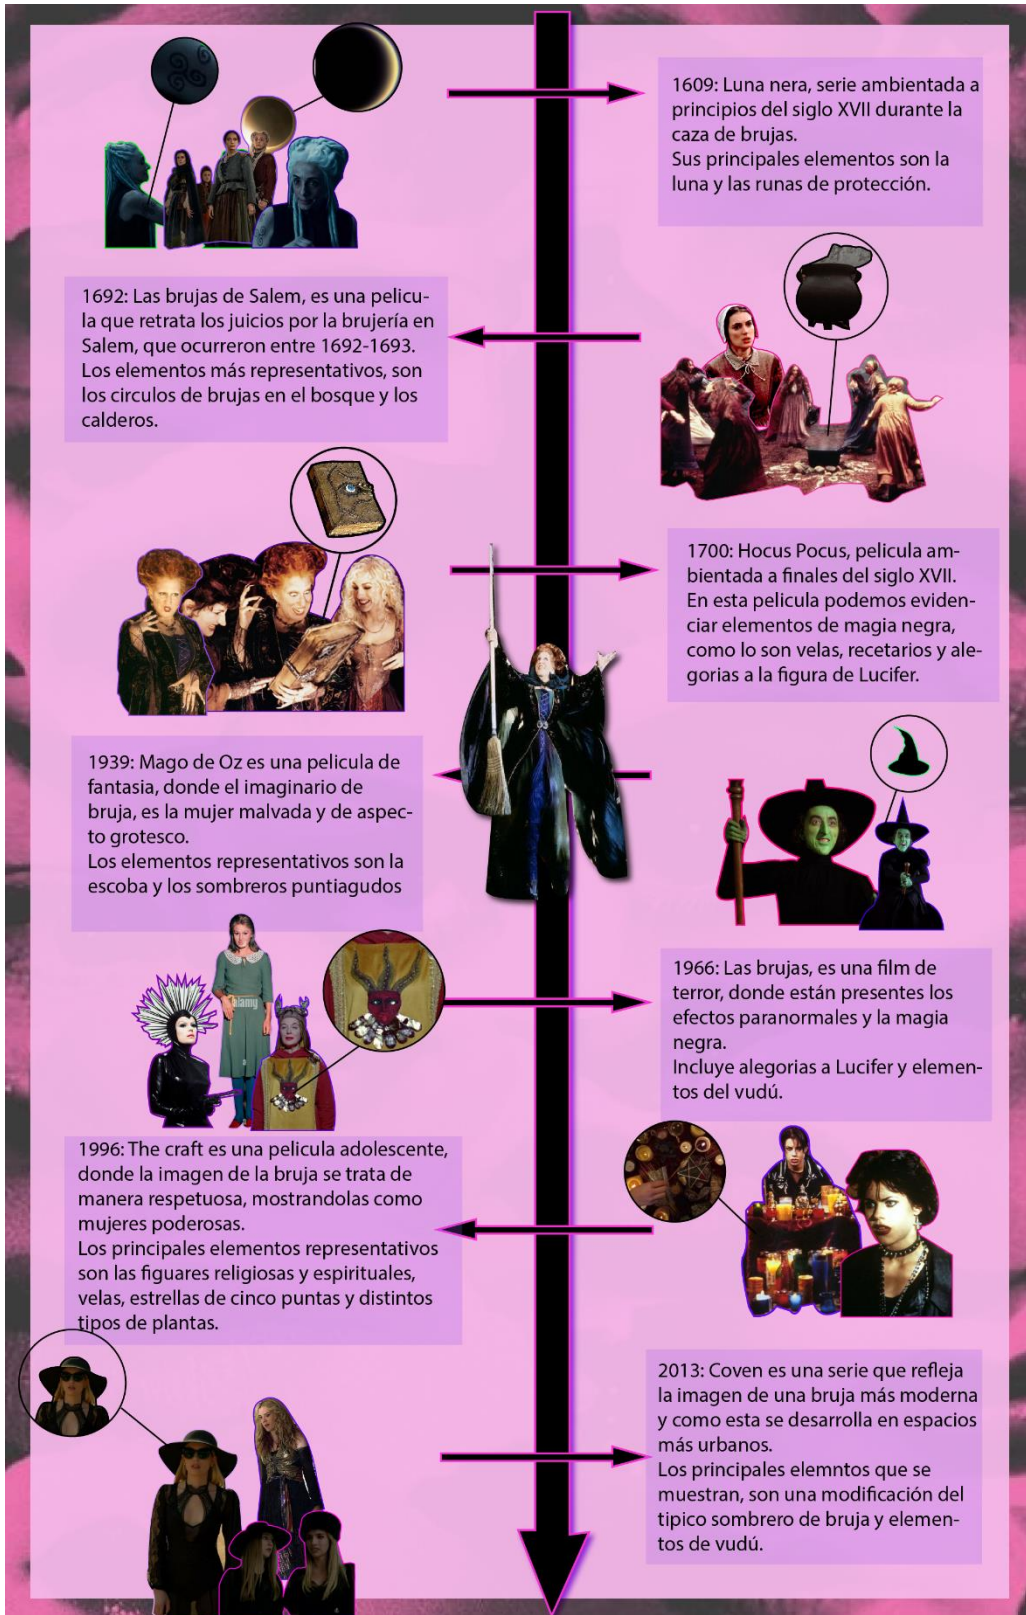 1609: Luna nera, serie ambientada a
principios del siglo XVII durante la
caza de brujas.
Sus principales elementos son la
luna y las runas de protección.
1692: Las brujas de Salem, es una pelicu-
la que retrata los juicios por la brujería en
Salem, que ocurreron entre 1692-1693.
Los elementos más representativos, son
los circulos de brujas en el bosque y los
calderos.
1700: Hocus Pocus, pelicula am-
bientada a finales del siglo XVII.
En esta pelicula podemos eviden-
ciar elementos de magia negra,
como lo son velas, recetarios y ale-
gorias a la figura de Lucifer.
1939: Mago de Oz es una pelicula de
fantasia, donde el imaginario de
bruja, es la mujer malvada y de aspec-
to grotesco.
Los elementos representativos son la
escoba y los sombreros puntiagudos
alamy
1966: Las brujas, es una film de
terror, donde están presentes los
efectos paranormales y la magia
negra.
Incluye alegorias a Lucifer y elemen-
tos del vudú.
1996: The craft es una pelicula adolescente,
donde la imagen de la bruja se trata de
manera respetuosa, mostrandolas como
mujeres poderosas.
Los principales elementos representativos
son las figuares religiosas y espirituales,
velas, estrellas de cinco puntas y distintos
tipos de plantas.
2013: Coven es una serie que refleja
la imagen de una bruja más moderna
y como esta se desarrolla en espacios
más urbanos.
Los principales elemntos que se
muestran, son una modificación del
tipico sombrero de bruja y elemen-
tos de vudú.